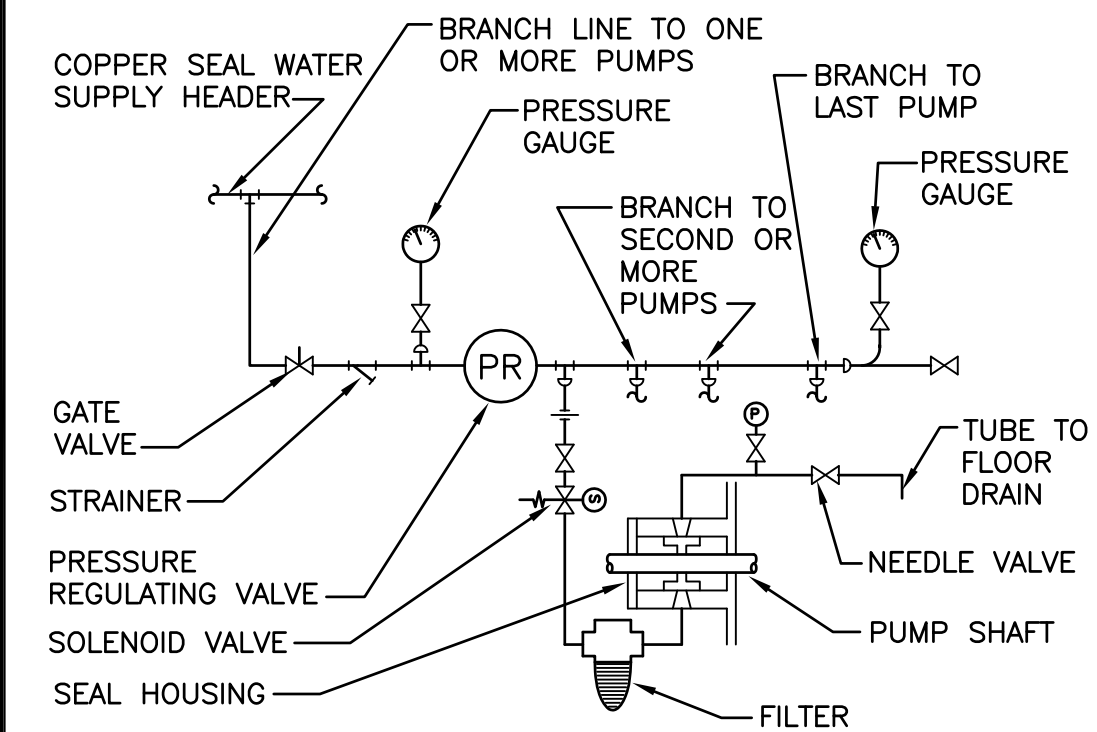 BRANCH LINE TO ONE
OR MORE PUMPS
COPPER SEAL WATER
SUPPLY HEADER
PRESSURE
GAUGE
BRANCH TO
LAST PUMP
PRESSURE
GAUGE
BRANCH TO
SECOND OR
MORE
PUMPS
PR
GATE
VALVE
STRAINER
PRESSURE
REGULATING VALVE
SOLENOID VALVE
SEAL HOUSING
S
P
TUBE TO
FLOOR
DRAIN
NEEDLE VALVE
PUMP SHAFT
FILTER